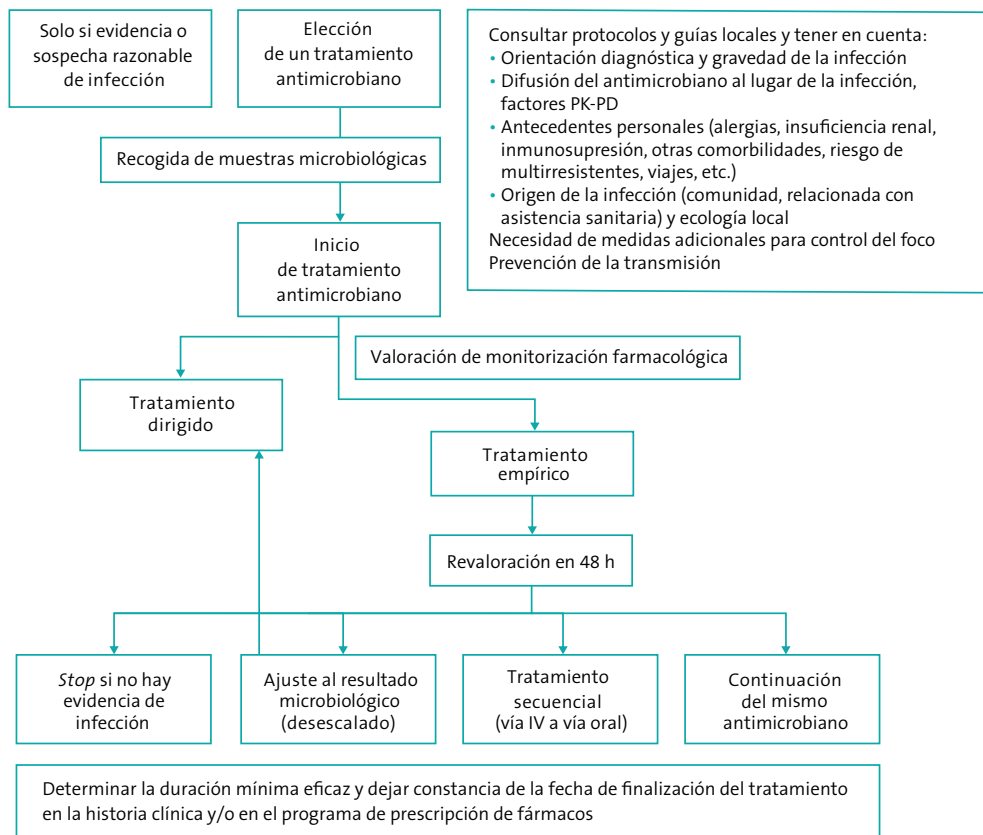 Solo si evidencia o
sospecha razonable
de infección
Elección
de un tratamiento
antimicrobiano
Consultar protocolos y guías locales y tener en cuenta:
• Orientación diagnóstica y gravedad de la infección
• Difusión del antimicrobiano al lugar de la infección,
factores PK-PD
• Antecedentes personales (alergias, insuficiencia renal,
inmunosupresión, otras comorbilidades, riesgo de
multirresistentes, viajes, etc.)
• Origen de la infección (comunidad, relacionada con
asistencia sanitaria) y ecología local
Necesidad de medidas adicionales para control del foco
Prevención de la transmisión
Recogida de muestras microbiológicas
Inicio
de tratamiento
antimicrobiano
Valoración de monitorización farmacológica
Tratamiento
dirigido
Tratamiento
empírico
Revaloración en 48 h
Stop si no hay
evidencia de
infección
Ajuste al resultado
microbiológico
(desescalado)
Tratamiento
secuencial
(vía IV a vía oral)
Continuación
del mismo
antimicrobiano
Determinar la duración mínima eficaz y dejar constancia de la fecha de finalización del tratamiento
en la historia clínica y/o en el programa de prescripción de fármacos